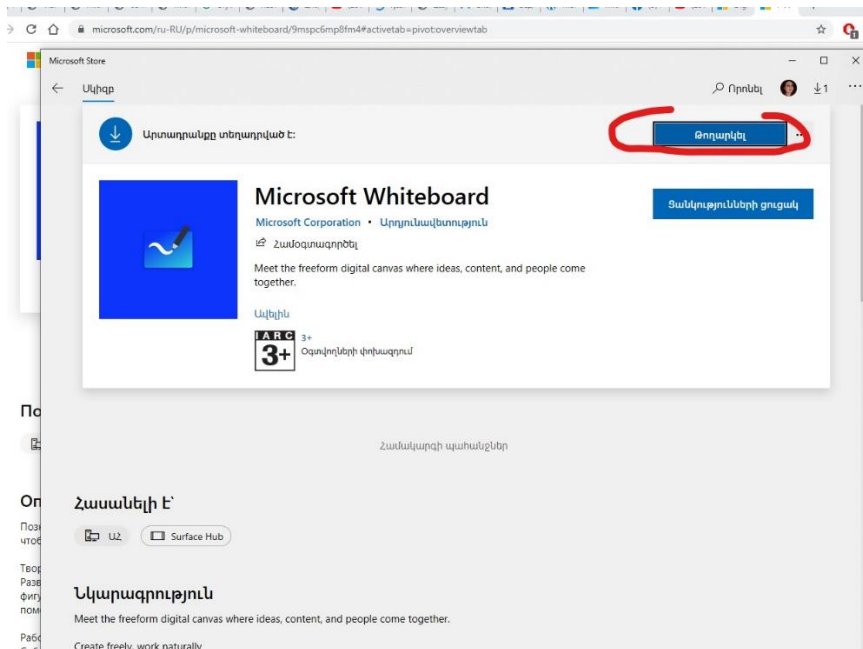 microsoft.com/ru-RU/p/microsoft-whiteboard/9mspc6mp8fm4#activetab=pivot:overviewtab
Microsoft Store
Սկիզբ
Որոնել
1
Արտադրանքը տեղադրված է:
Թողարկել
Microsoft Whiteboard
Microsoft Corporation • Արդյունավետություն
Ցանկությունների ցուցակ
Համօգտագործել
Meet the freeform digital canvas where ideas, content, and people come
together.
Ավելին
IARC
3+
3+
Օգտվողների փոխազդում
Համակարգի պահանջներ
Հասանելի է՝
ԱՀ
Surface Hub
Նկարագրություն
Meet the freeform digital canvas where ideas, content, and people come together.
Create freely, work naturally